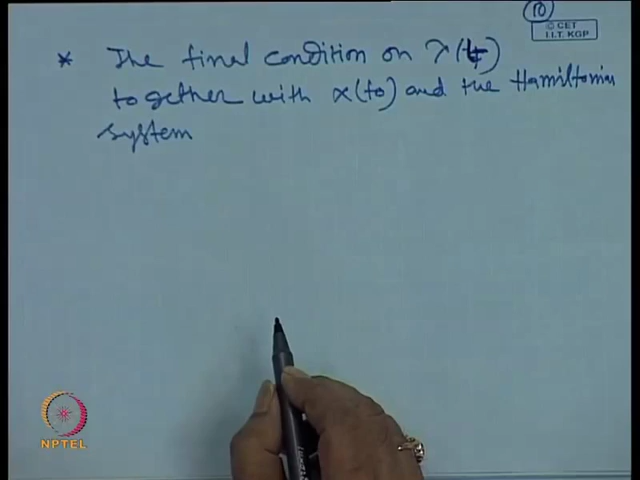 10
© CET
I.I.T. KGP
* The final condition on λ(tf)
together with x(t0) and the Hamiltonian
system
NPTEL